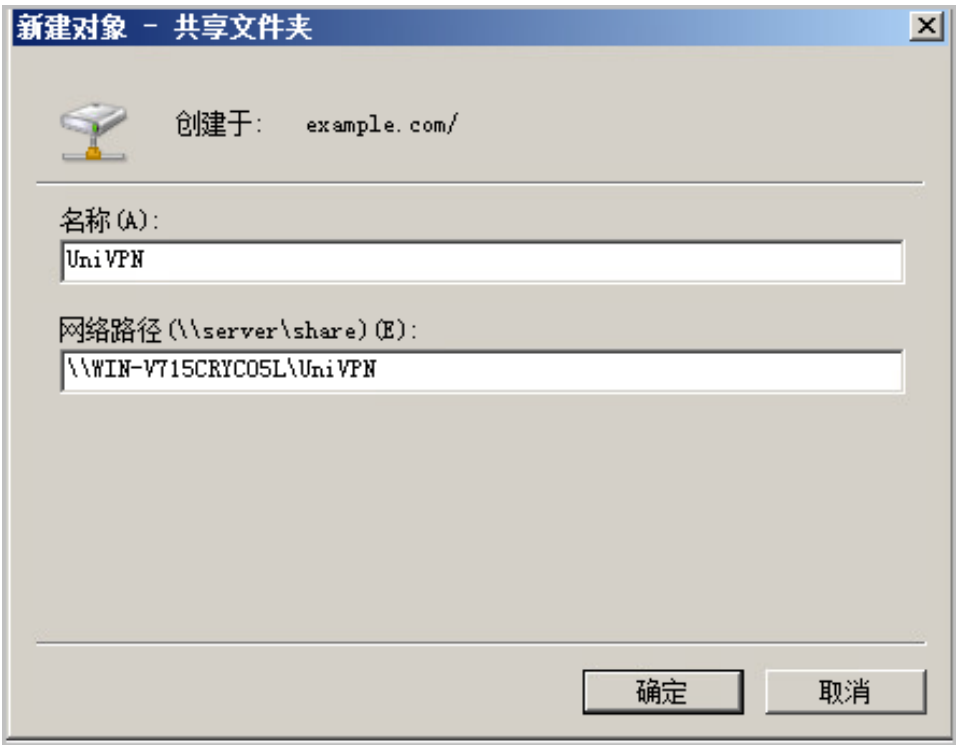 新建对象 - 共享文件夹
创建于: example.com/
名称(A):
UniVPN
网络路径(\\server\share)(E):
\\WIN-V715CRYCO5L\UniVPN
确定 取消